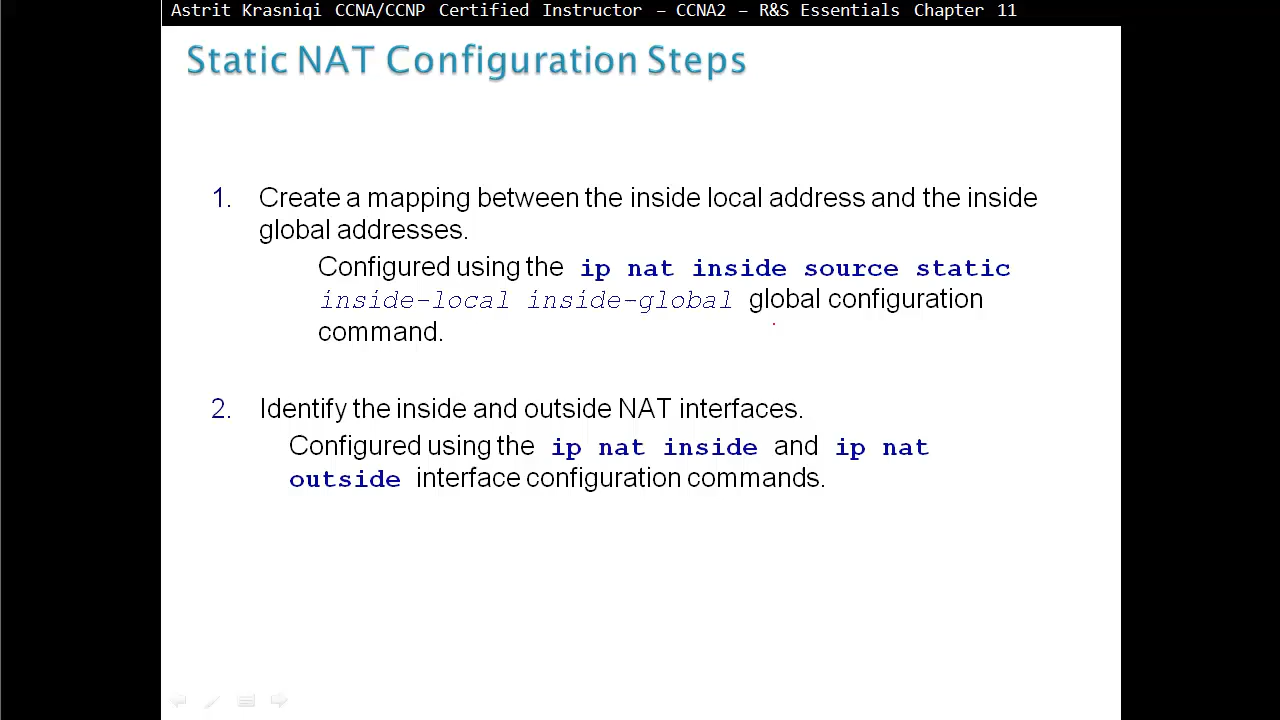 Astrit Krasniqi CCNA/CCNP Certified Instructor – CCNA2 – R&S Essentials Chapter 11
Static NAT Configuration Steps
1. Create a mapping between the inside local address and the inside
global addresses.
Configured using the ip nat inside source static
inside-local inside-global global configuration
command.
2. Identify the inside and outside NAT interfaces.
Configured using the ip nat inside and ip nat
outside interface configuration commands.